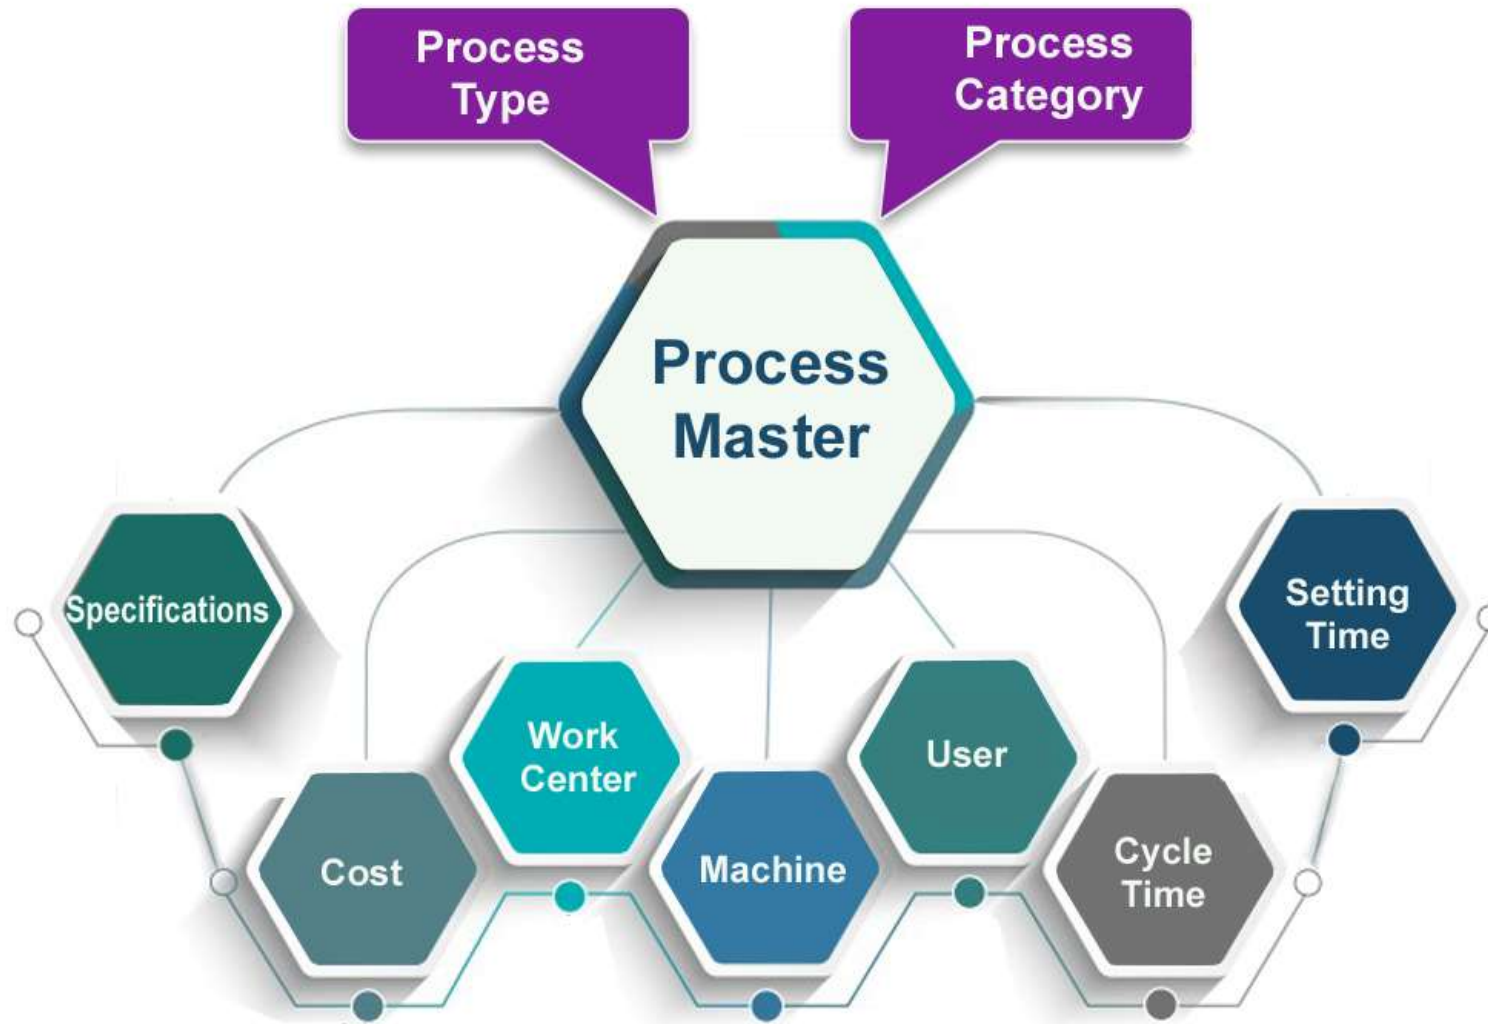 Process
Type
Process
Category
Process
Master
Specifications
Setting
Time
Work
Center
User
Cost
Machine
Cycle
Time